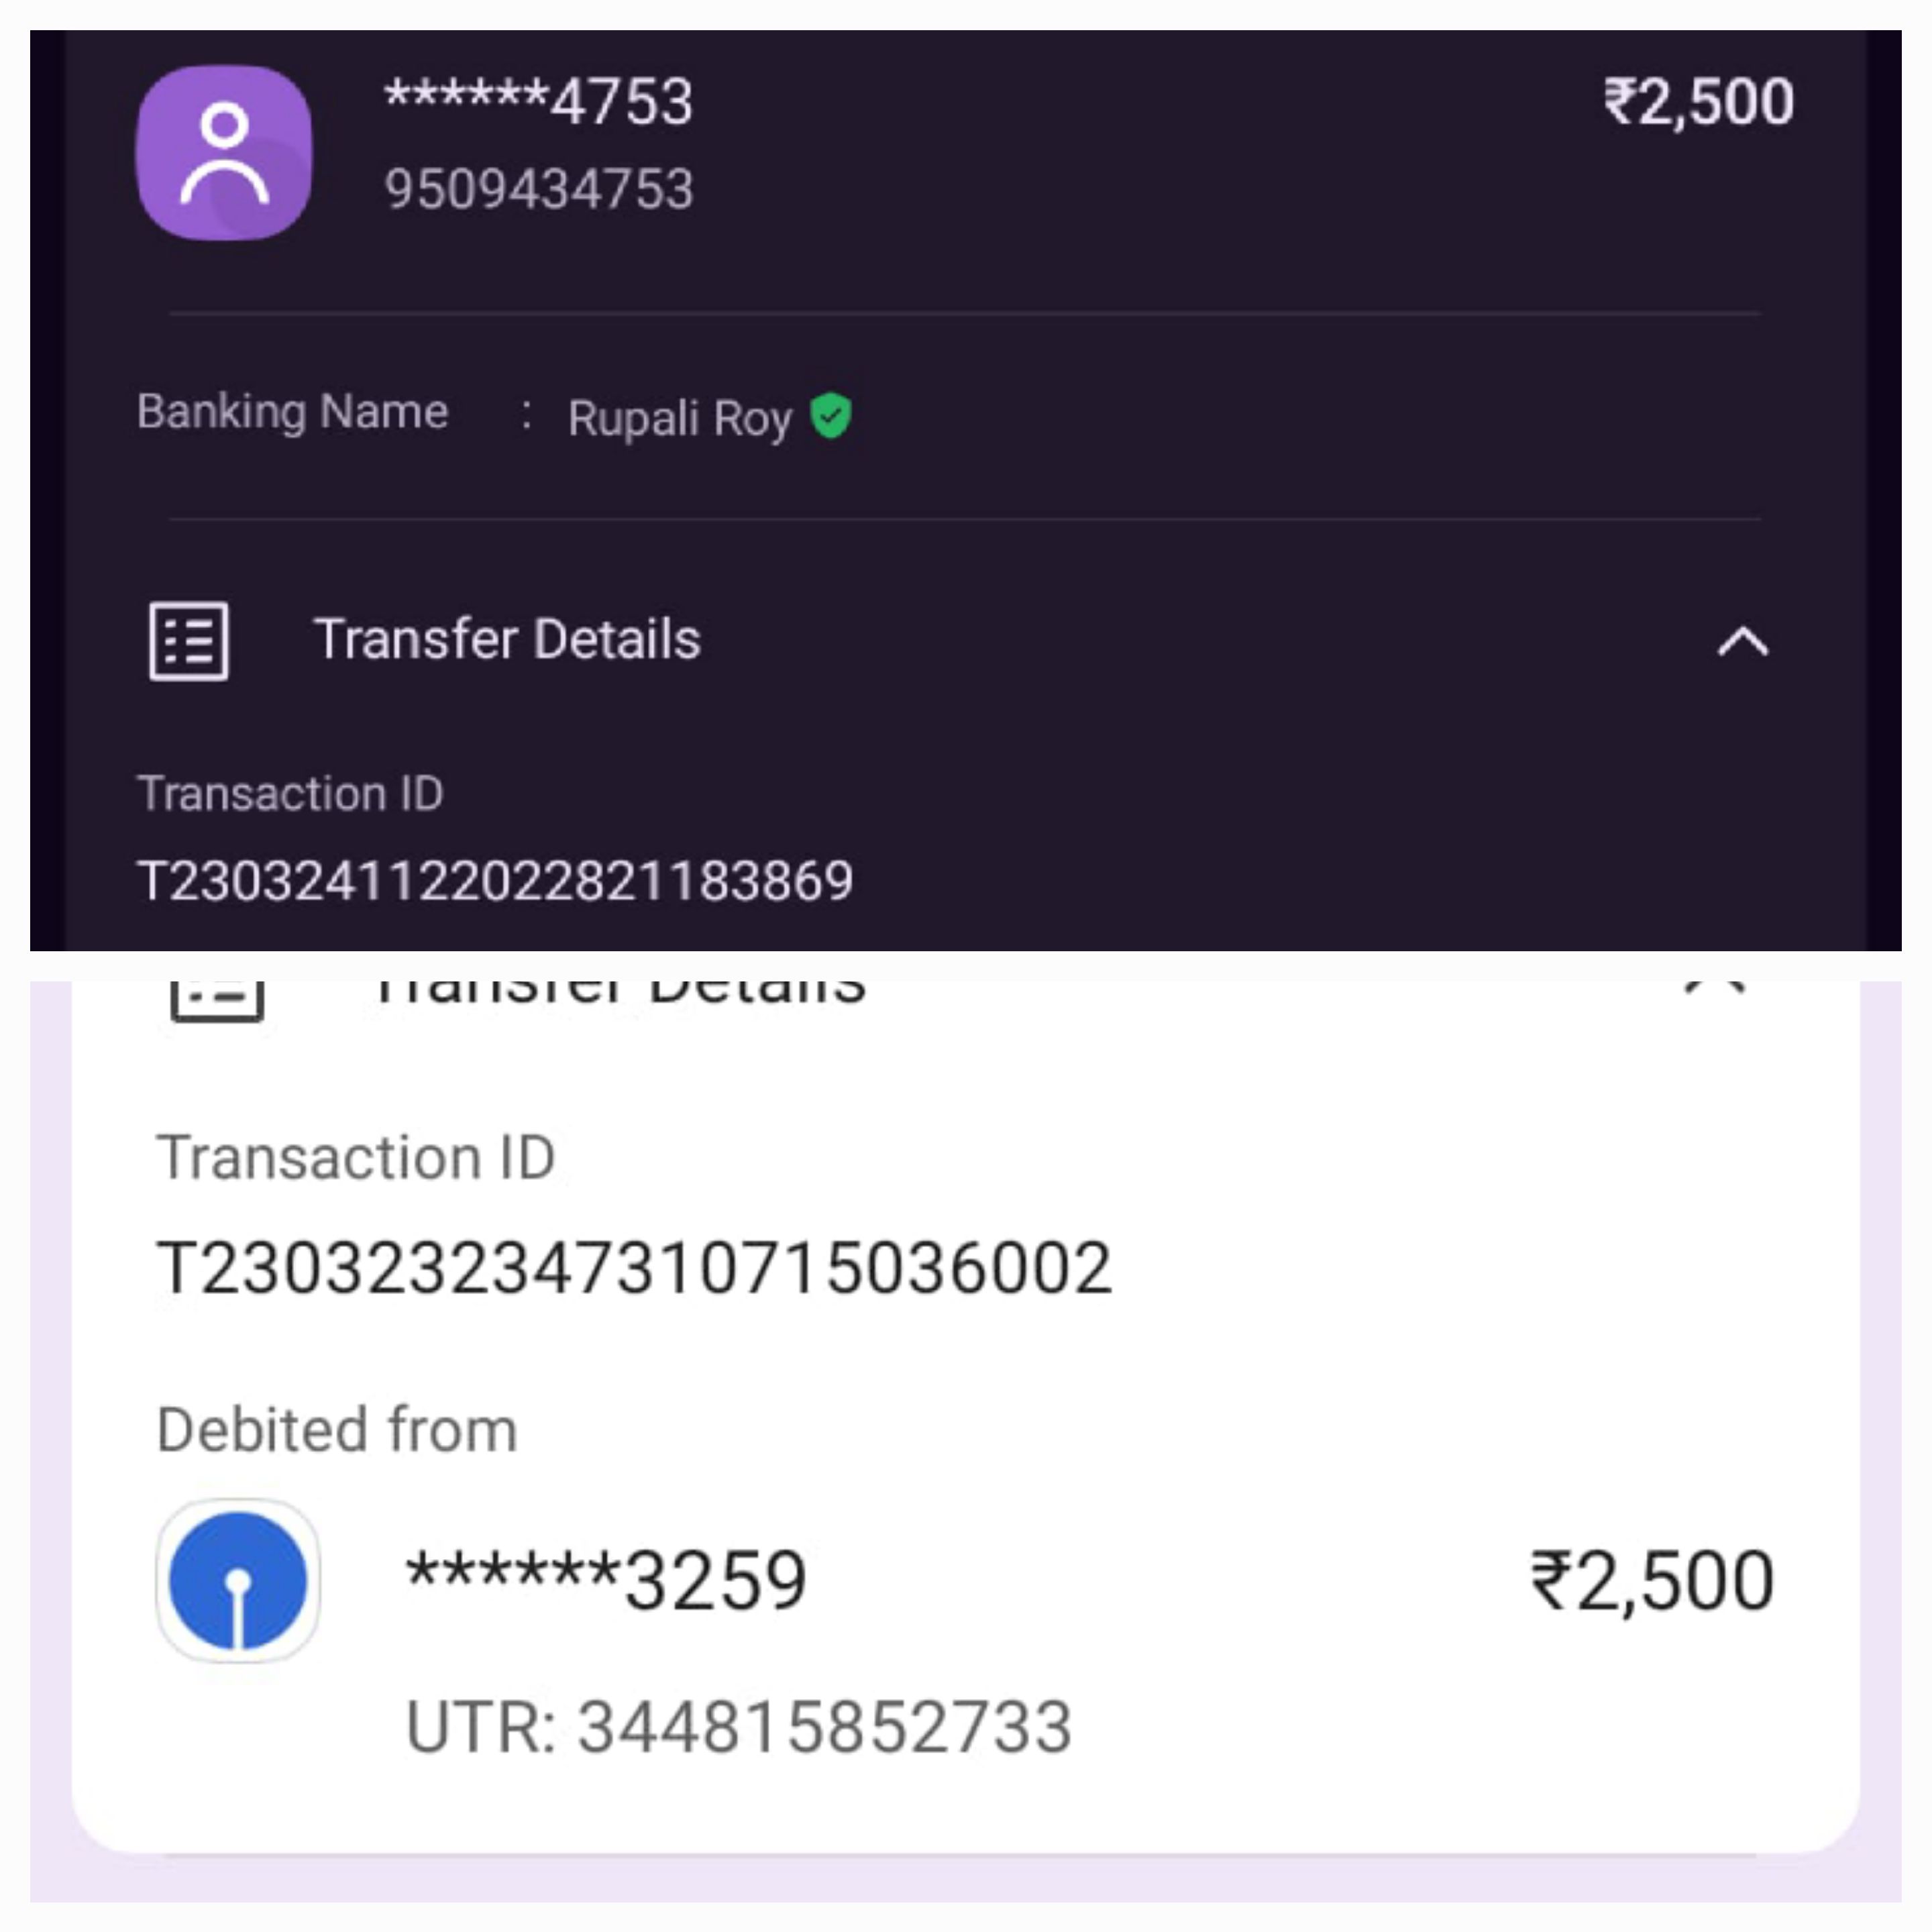 ******4753 ₹2,500
9509434753
Banking Name : Rupali Roy
Transfer Details
Transaction ID
T2303241122022821183869
Transfer Details
Transaction ID
T2303232347310715036002
Debited from
******3259 ₹2,500
UTR: 344815852733